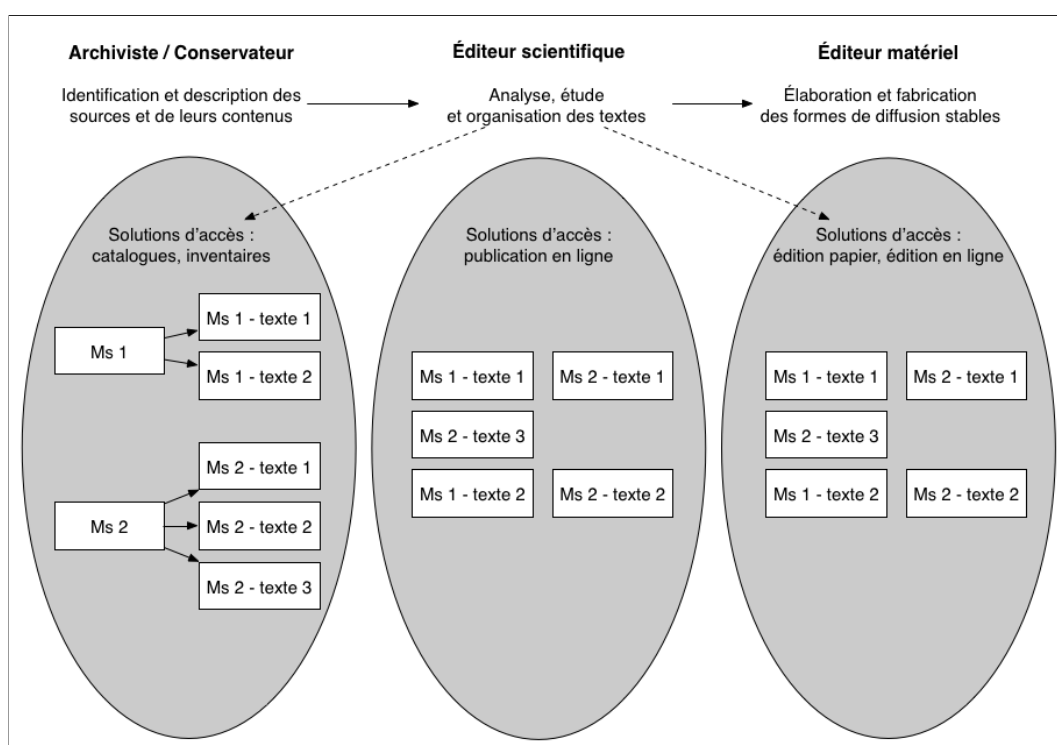 Archiviste / Conservateur
Identification et description des
sources et de leurs contenus
Éditeur scientifique
Analyse, étude
et organisation des textes
Éditeur matériel
Élaboration et fabrication
des formes de diffusion stables
Solutions d'accès :
catalogues, inventaires
Ms 1
Ms 1 - texte 1
Ms 1 - texte 2
Ms 2
Ms 2 - texte 1
Ms 2 - texte 2
Ms 2 - texte 3
Solutions d'accès :
publication en ligne
Ms 1 - texte 1
Ms 2 - texte 1
Ms 2 - texte 3
Ms 1 - texte 2
Ms 2 - texte 2
Solutions d'accès :
édition papier, édition en ligne
Ms 1 - texte 1
Ms 2 - texte 1
Ms 2 - texte 3
Ms 1 - texte 2
Ms 2 - texte 2